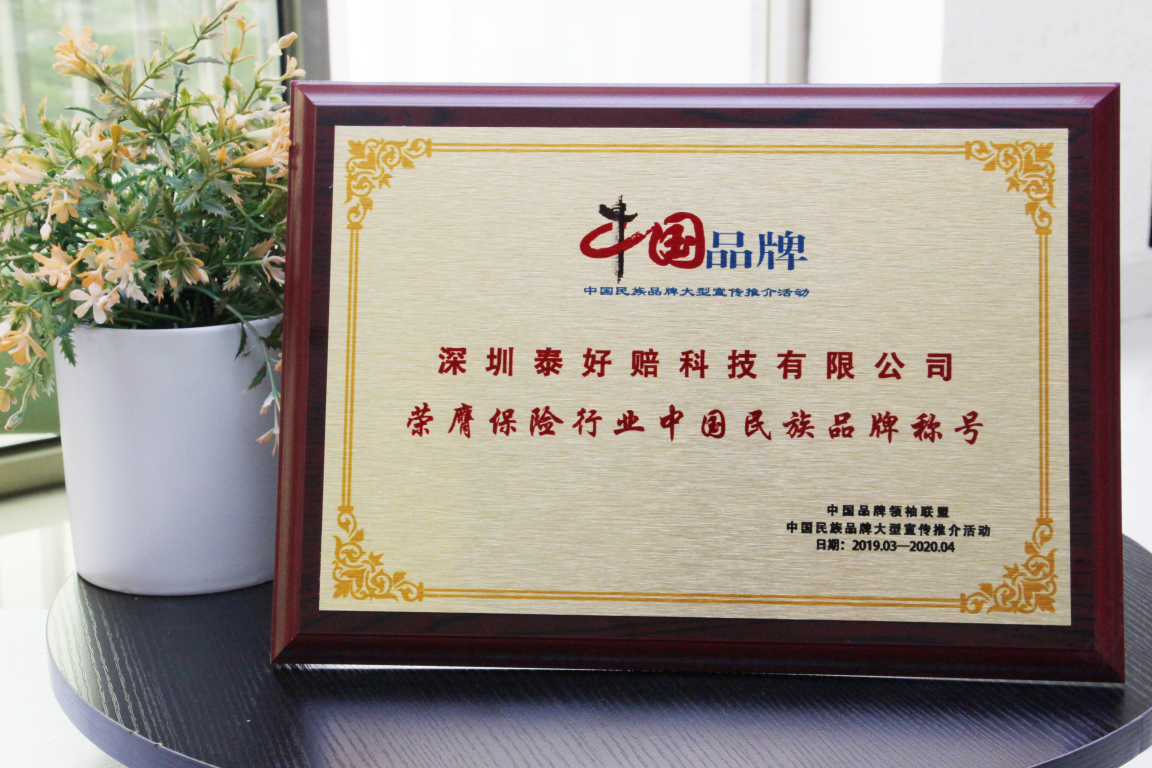 中国品牌
中国民族品牌大型宣传推介活动
深圳泰好赔科技有限公司
荣膺保险行业中国民族品牌称号
中国品牌领袖联盟
中国民族品牌大型宣传推介活动
日期：2019.03—2020.04